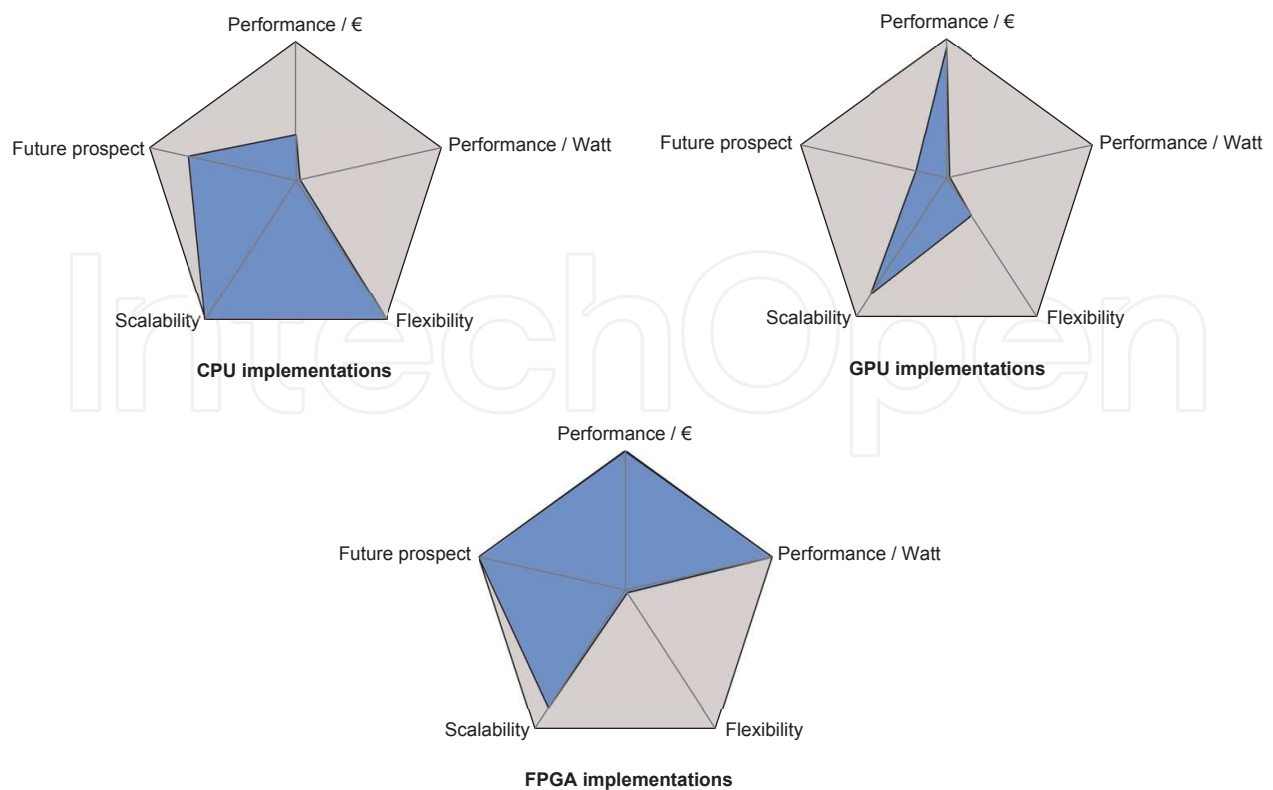 Performance / €
Performance / Watt
Future prospect
Scalability
Flexibility
CPU implementations
Performance / €
Performance / Watt
Future prospect
Scalability
Flexibility
GPU implementations
IntechOpen
Performance / €
Performance / Watt
Future prospect
Scalability
Flexibility
FPGA implementations